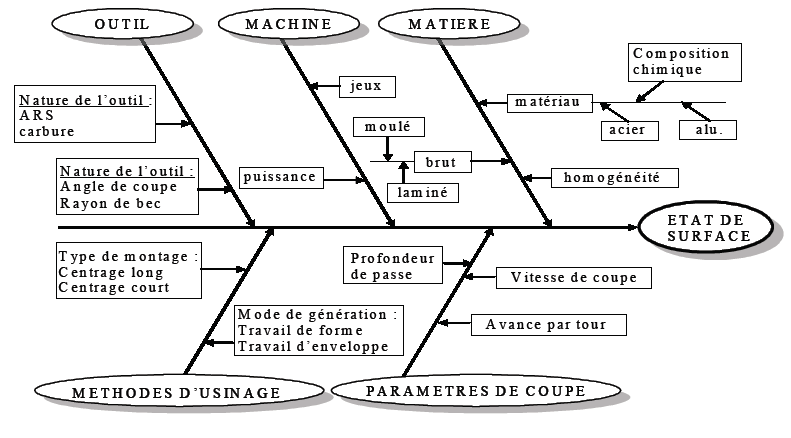 OUTIL
MACHINE
MATIERE
Nature de l'outil :
ARS
carbure
Nature de l'outil :
Angle de coupe
Rayon de bec
jeux
puissance
moulé
brut
laminé
matériau
Composition
chimique
acier
alu.
homogénéité
ETAT DE
SURFACE
Type de montage :
Centrage long
Centrage court
Mode de génération :
Travail de forme
Travail d'enveloppe
Profondeur
de passe
Vitesse de coupe
Avance par tour
METHODES D'USINAGE
PARAMETRES DE COUPE